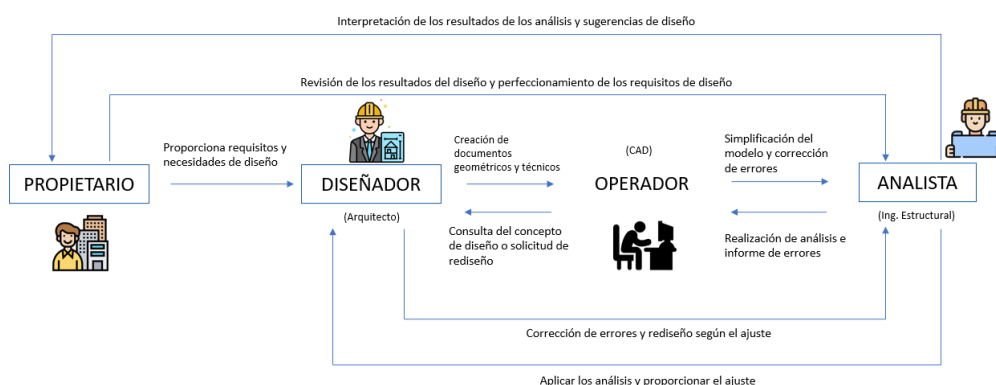 Interpretación de los resultados de los análisis y sugerencias de diseño
Revisión de los resultados del diseño y perfeccionamiento de los requisitos de diseño
Proporciona requisitos y
necesidades de diseño
Creación de
documentos
geométricos y técnicos
(CAD)
Simplificación del
modelo y corrección
de errores
PROPIETARIO
DISEÑADOR
OPERADOR
ANALISTA
(Arquitecto)
(Ing. Estructural)
Consulta del concepto
de diseño o solicitud de
rediseño
Realización de análisis e
informe de errores
Corrección de errores y rediseño según el ajuste
Aplicar los análisis y proporcionar el ajuste